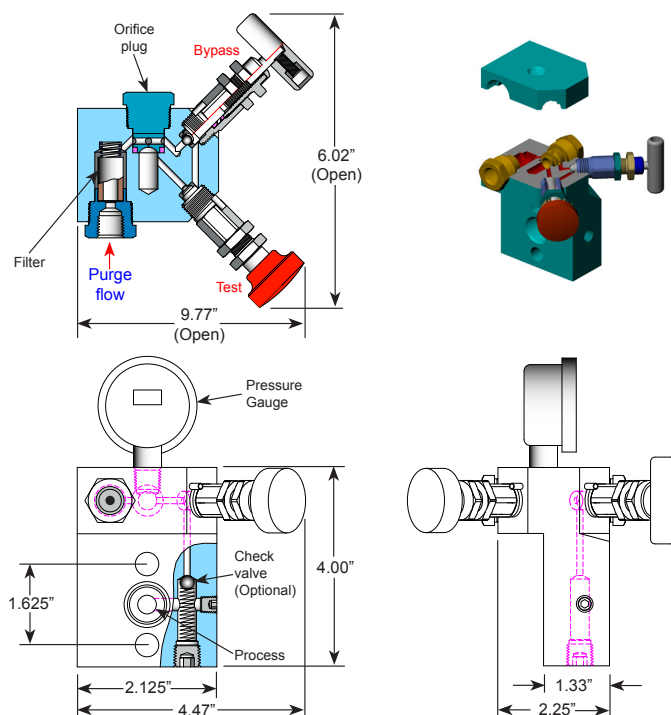 Orifice
plug
Bypass
6.02”
(Open)
Filter
Purge
flow
Test
9.77”
(Open)
Pressure
Gauge
4.00”
Check
valve
(Optional)
1.625”
Process
2.125”
4.47”
1.33”
2.25”